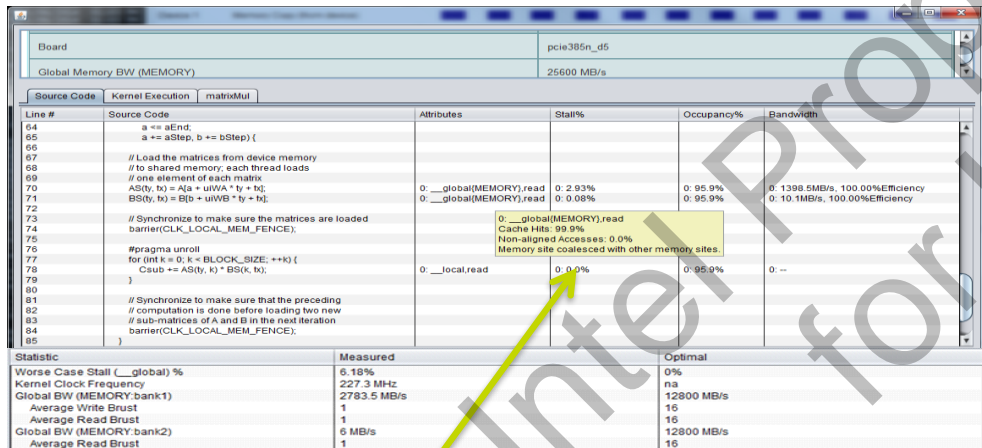 Board pcie385n_d5
Global Memory BW (MEMORY) 25600 MB/s
Source Code Kernel Execution matrixMul
Line # Source Code Attributes Stall% Occupancy% Bandwidth
64 a <= aEnd;
65 a += aStep, b += bStep) {
66
67 // Load the matrices from device memory
68 // to shared memory; each thread loads
69 // one element of each matrix
70 AS(ty, tx) = A[a + uiWA * ty + tx]; 0: __global{MEMORY},read 0: 2.93% 0: 95.9% 0: 1398.5MB/s, 100.00%Efficiency
71 BS(ty, tx) = B[b + uiWB * ty + tx]; 0: __global{MEMORY},read 0: 0.08% 0: 95.9% 0: 10.1MB/s, 100.00%Efficiency
72
73 // Synchronize to make sure the matrices are loaded 0: __global{MEMORY},read
74 barrier(CLK_LOCAL_MEM_FENCE); Cache Hits: 99.9%
75 Non-aligned Accesses: 0.0%
76 #pragma unroll Memory site coalesced with other memory sites.
77 for (int k = 0; k < BLOCK_SIZE; ++k) {
78 Csub += AS(ty, k) * BS(k, tx); 0: __local,read 0: 0.0% 0: 95.9% 0: --
79 }
80
81 // Synchronize to make sure that the preceding
82 // computation is done before loading two new
83 // sub-matrices of A and B in the next iteration
84 barrier(CLK_LOCAL_MEM_FENCE);
85 }
Statistic Measured Optimal
Worse Case Stall (__global) % 6.18% 0%
Kernel Clock Frequency 227.3 MHz na
Global BW (MEMORY:bank1) 2783.5 MB/s 12800 MB/s
Average Write Brust 1 16
Average Read Brust 1 16
Global BW (MEMORY:bank2) 6 MB/s 12800 MB/s
Average Read Brust 1 16
Intel Prop
for